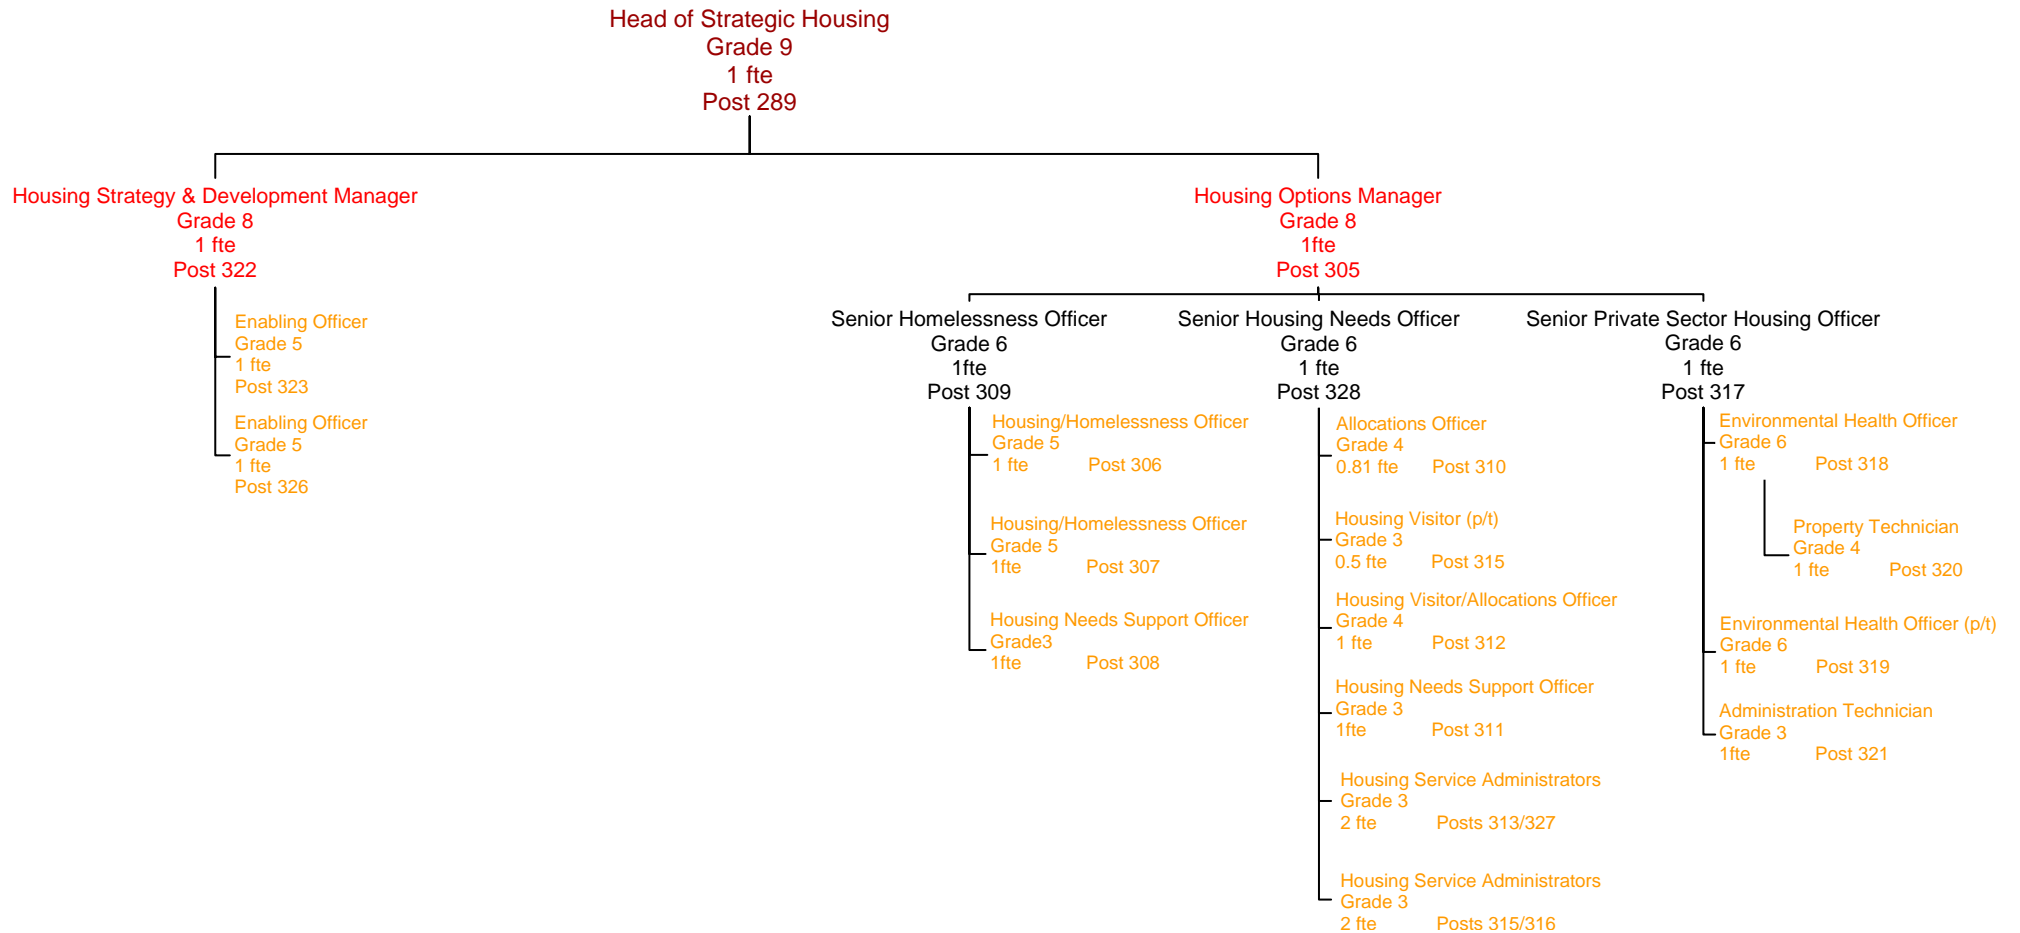 Head of Strategic Housing
Grade 9
1 fte
Post 289
Housing Strategy & Development Manager
Grade 8
1 fte
Post 322
Enabling Officer
Grade 5
1 fte
Post 323
Enabling Officer
Grade 5
1 fte
Post 326
Housing Options Manager
Grade 8
1fte
Post 305
Senior Homelessness Officer
Grade 6
1fte
Post 309
Housing/Homelessness Officer
Grade 5
1 fte Post 306
Housing/Homelessness Officer
Grade 5
1fte Post 307
Housing Needs Support Officer
Grade3
1fte Post 308
Senior Housing Needs Officer
Grade 6
1 fte
Post 328
Allocations Officer
Grade 4
0.81 fte Post 310
Housing Visitor (p/t)
Grade 3
0.5 fte Post 315
Housing Visitor/Allocations Officer
Grade 4
1 fte Post 312
Housing Needs Support Officer
Grade 3
1fte Post 311
Housing Service Administrators
Grade 3
2 fte Posts 313/327
Housing Service Administrators
Grade 3
2 fte Posts 315/316
Senior Private Sector Housing Officer
Grade 6
1 fte
Post 317
Environmental Health Officer
Grade 6
1 fte Post 318
Property Technician
Grade 4
1 fte Post 320
Environmental Health Officer (p/t)
Grade 6
1 fte Post 319
Administration Technician
Grade 3
1fte Post 321